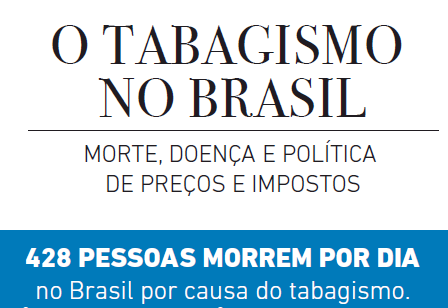 O TABAGISMO
NO BRASIL
MORTE, DOENÇA E POLÍTICA
DE PREÇOS E IMPOSTOS
428 PESSOAS MORREM POR DIA
no Brasil por causa do tabagismo.